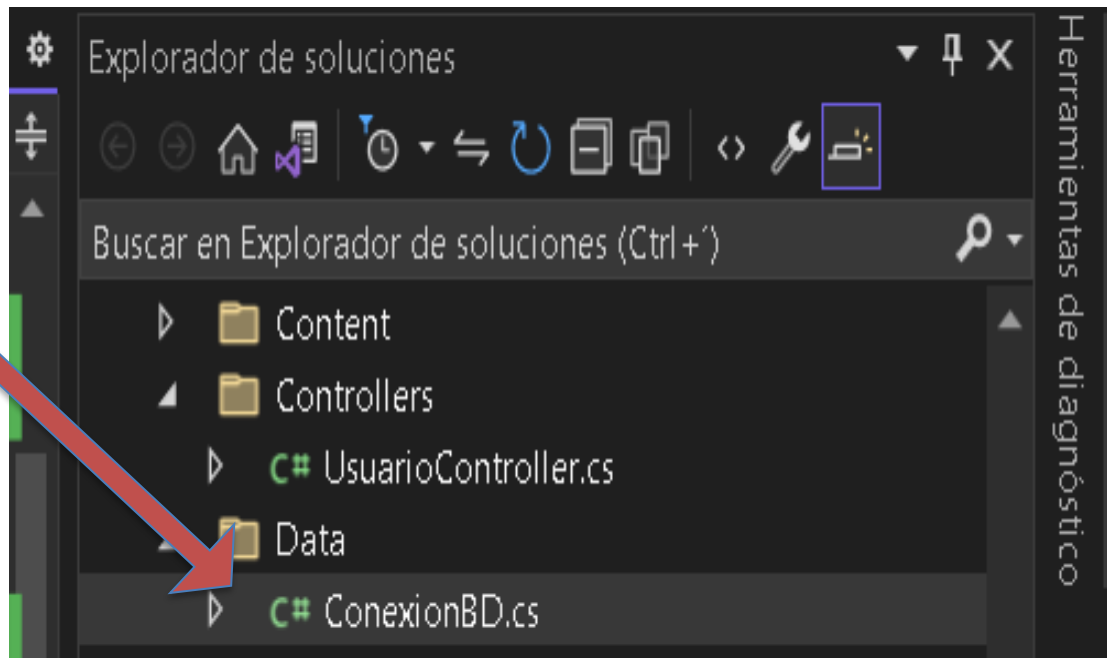 Explorador de soluciones
Buscar en Explorador de soluciones (Ctrl+´)
Content
Controllers
C# UsuarioController.cs
Data
C# ConexionBD.cs
Herramientas de diagnóstico